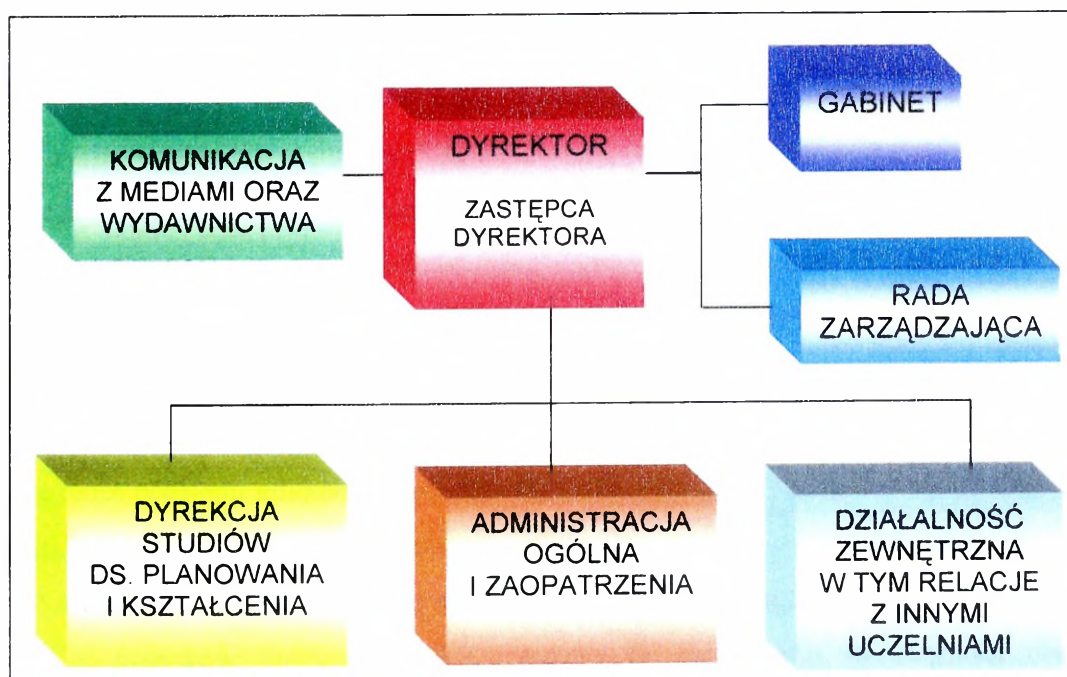 KOMUNIKACJA
Z MEDIAMI ORAZ
WYDAWNICTWA
DYREKTOR
ZASTĘPCA
DYREKTORA
GABINET
RADA
ZARZĄDZAJĄCA
DYREKCJA
STUDIÓW
DS. PLANOWANIA
I KSZTAŁCENIA
ADMINISTRACJA
OGÓLNA
I ZAOPATRZENIA
DZIAŁALNOŚĆ
ZEWNĘTRZNA
W TYM RELACJE
Z INNYMI
UCZELNIAMI